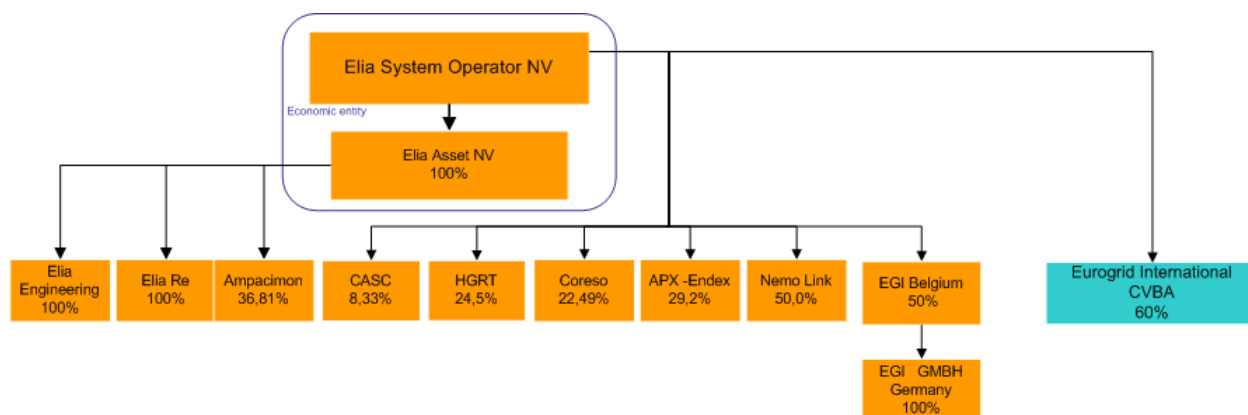 Elia System Operator NV
Economic entity
Elia Asset NV
100%
Elia
Engineering
100%
Elia Re
100%
Ampacimon
36,81%
CASC
8,33%
HGRT
24,5%
Coreso
22,49%
APX -Endex
29,2%
Nemo Link
50,0%
EGI Belgium
50%
Eurogrid International
CVBA
60%
EGI GMBH
Germany
100%